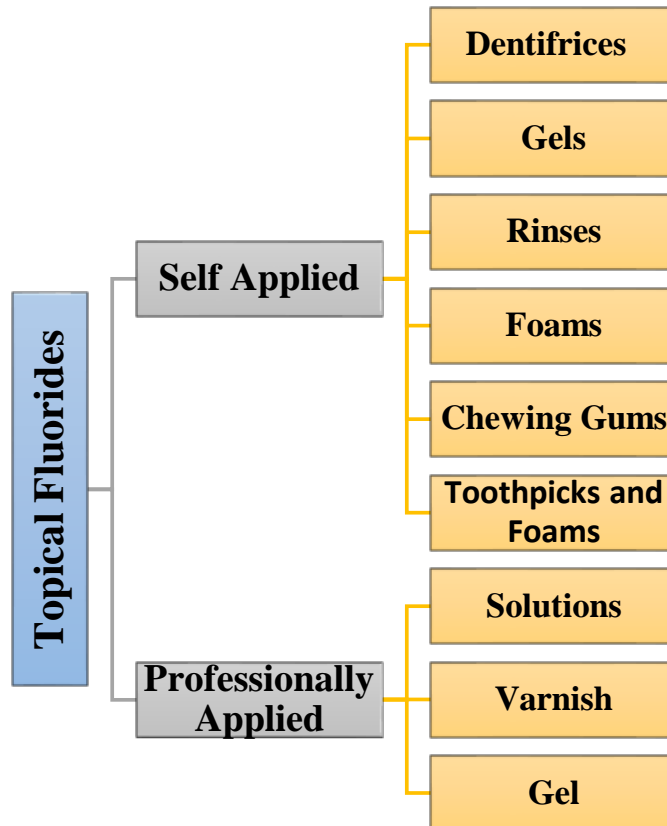 Topical Fluorides
Self Applied
Dentifrices
Gels
Rinses
Foams
Chewing Gums
Toothpicks and
Foams
Professionally
Applied
Solutions
Varnish
Gel